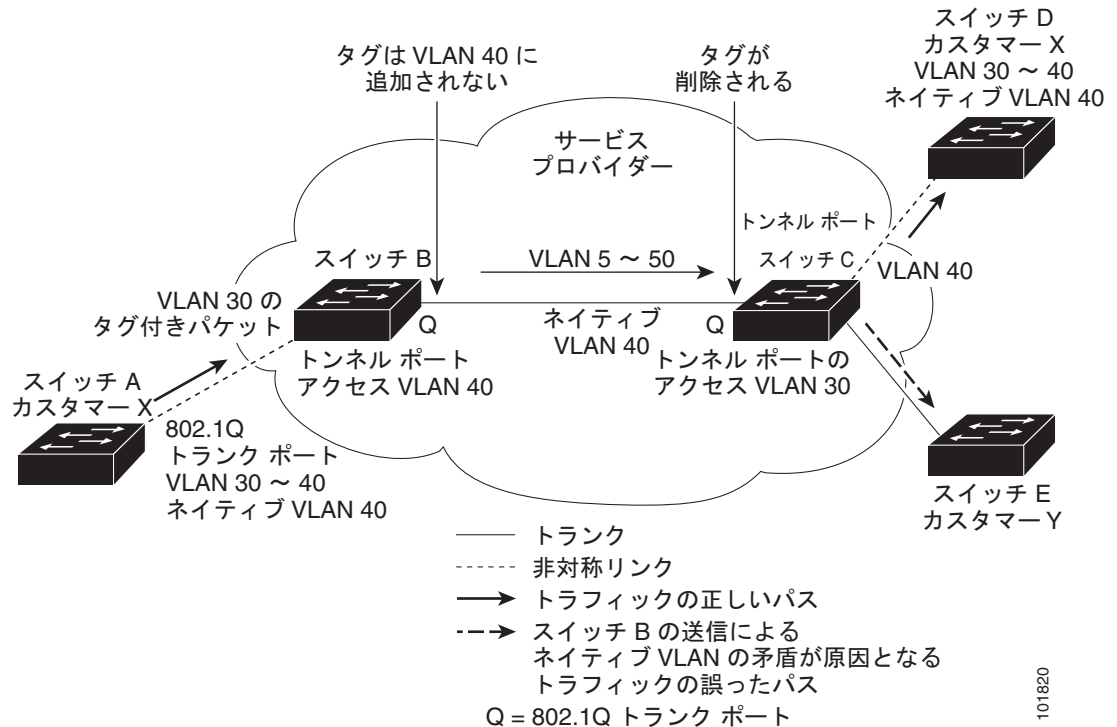 スイッチ D
カスタマー X
VLAN 30 ～ 40
ネイティブ VLAN 40
タグは VLAN 40 に
追加されない
タグが
削除される
サービス
プロバイダー
トンネル ポート
スイッチ B
VLAN 5 ～ 50
スイッチ C
VLAN 40
VLAN 30 の
タグ付きパケット
Q
ネイティブ
VLAN 40
Q
トンネル ポート
アクセス VLAN 40
トンネル ポートの
アクセス VLAN 30
スイッチ A
カスタマー X
802.1Q
トランク ポート
VLAN 30 ～ 40
ネイティブ VLAN 40
スイッチ E
カスタマー Y
トランク
非対称リンク
トラフィックの正しいパス
スイッチ B の送信による
ネイティブ VLAN の矛盾が原因となる
トラフィックの誤ったパス
Q = 802.1Q トランク ポート
101820